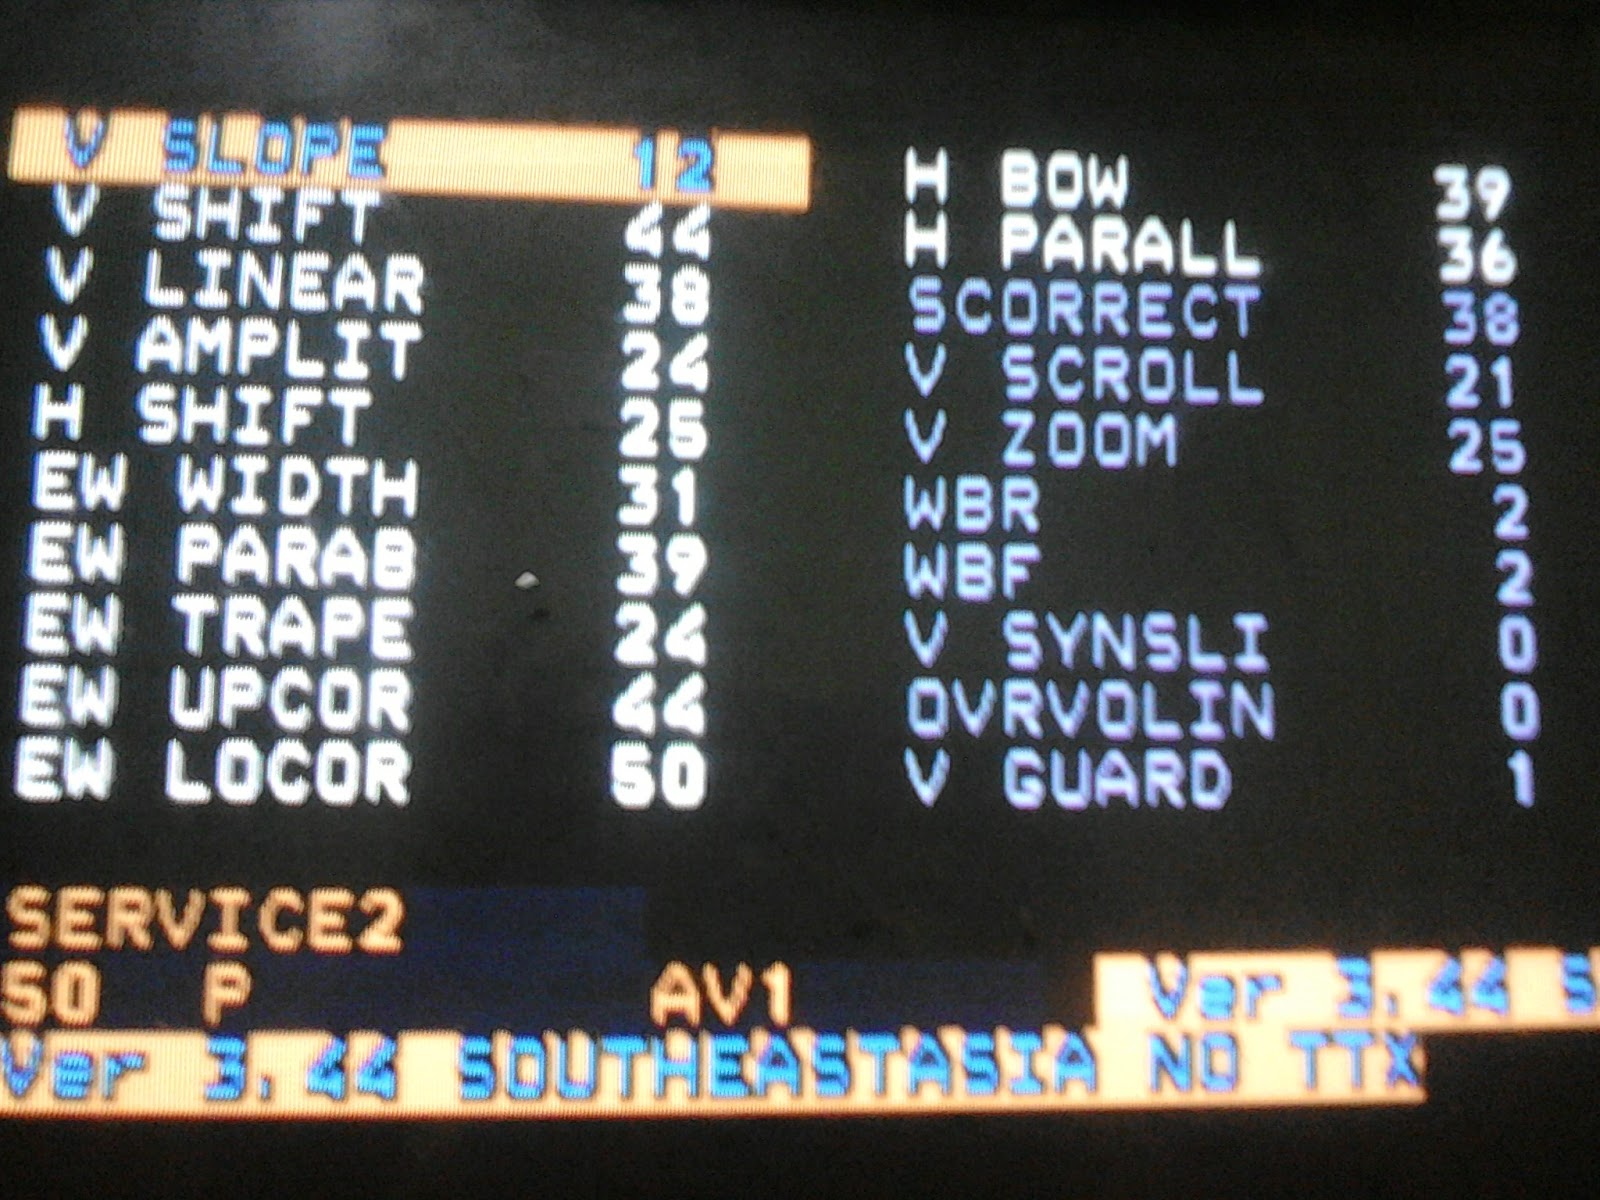 V SLOPE 12
V SHIFT 44
V LINEAR 38
V AMPLIT 24
H SHIFT 25
EW WIDTH 31
EW PARAB 39
EW TRAPE 24
EW UPCOR 44
EW LOCOR 50
H BOW 39
H PARALL 36
SCORRECT 38
V SCROLL 21
V ZOOM 25
WBR 2
WBF 2
V SYNSLI 0
OVRVOLIN 0
V GUARD 1
SERVICE2
50 P AV1 Ver 3.44 S
Ver 3.44 SOUTHEASTASIA NO TTX